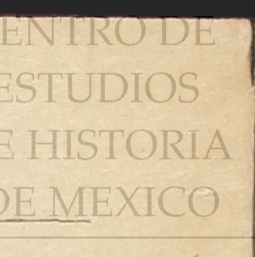 ENTRO DE
ESTUDIOS
E HISTORIA
DE MEXICO